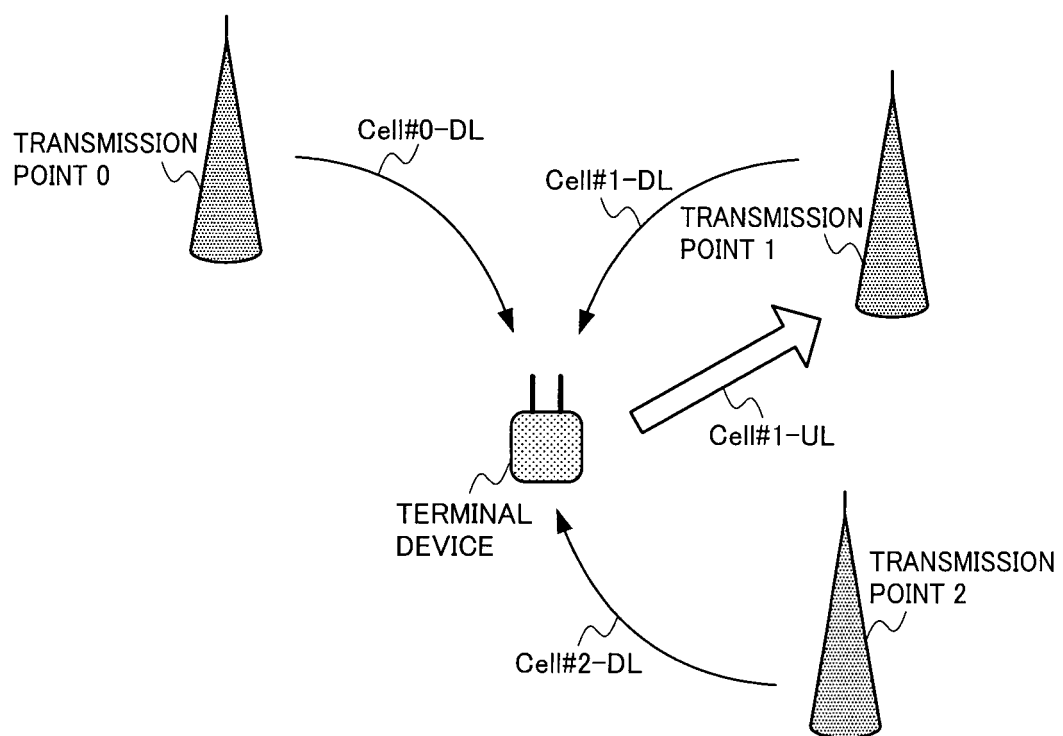 TRANSMISSION
POINT 0
Cell#0-DL
Cell#1-DL
TRANSMISSION
POINT 1
Cell#1-UL
TERMINAL
DEVICE
TRANSMISSION
POINT 2
Cell#2-DL